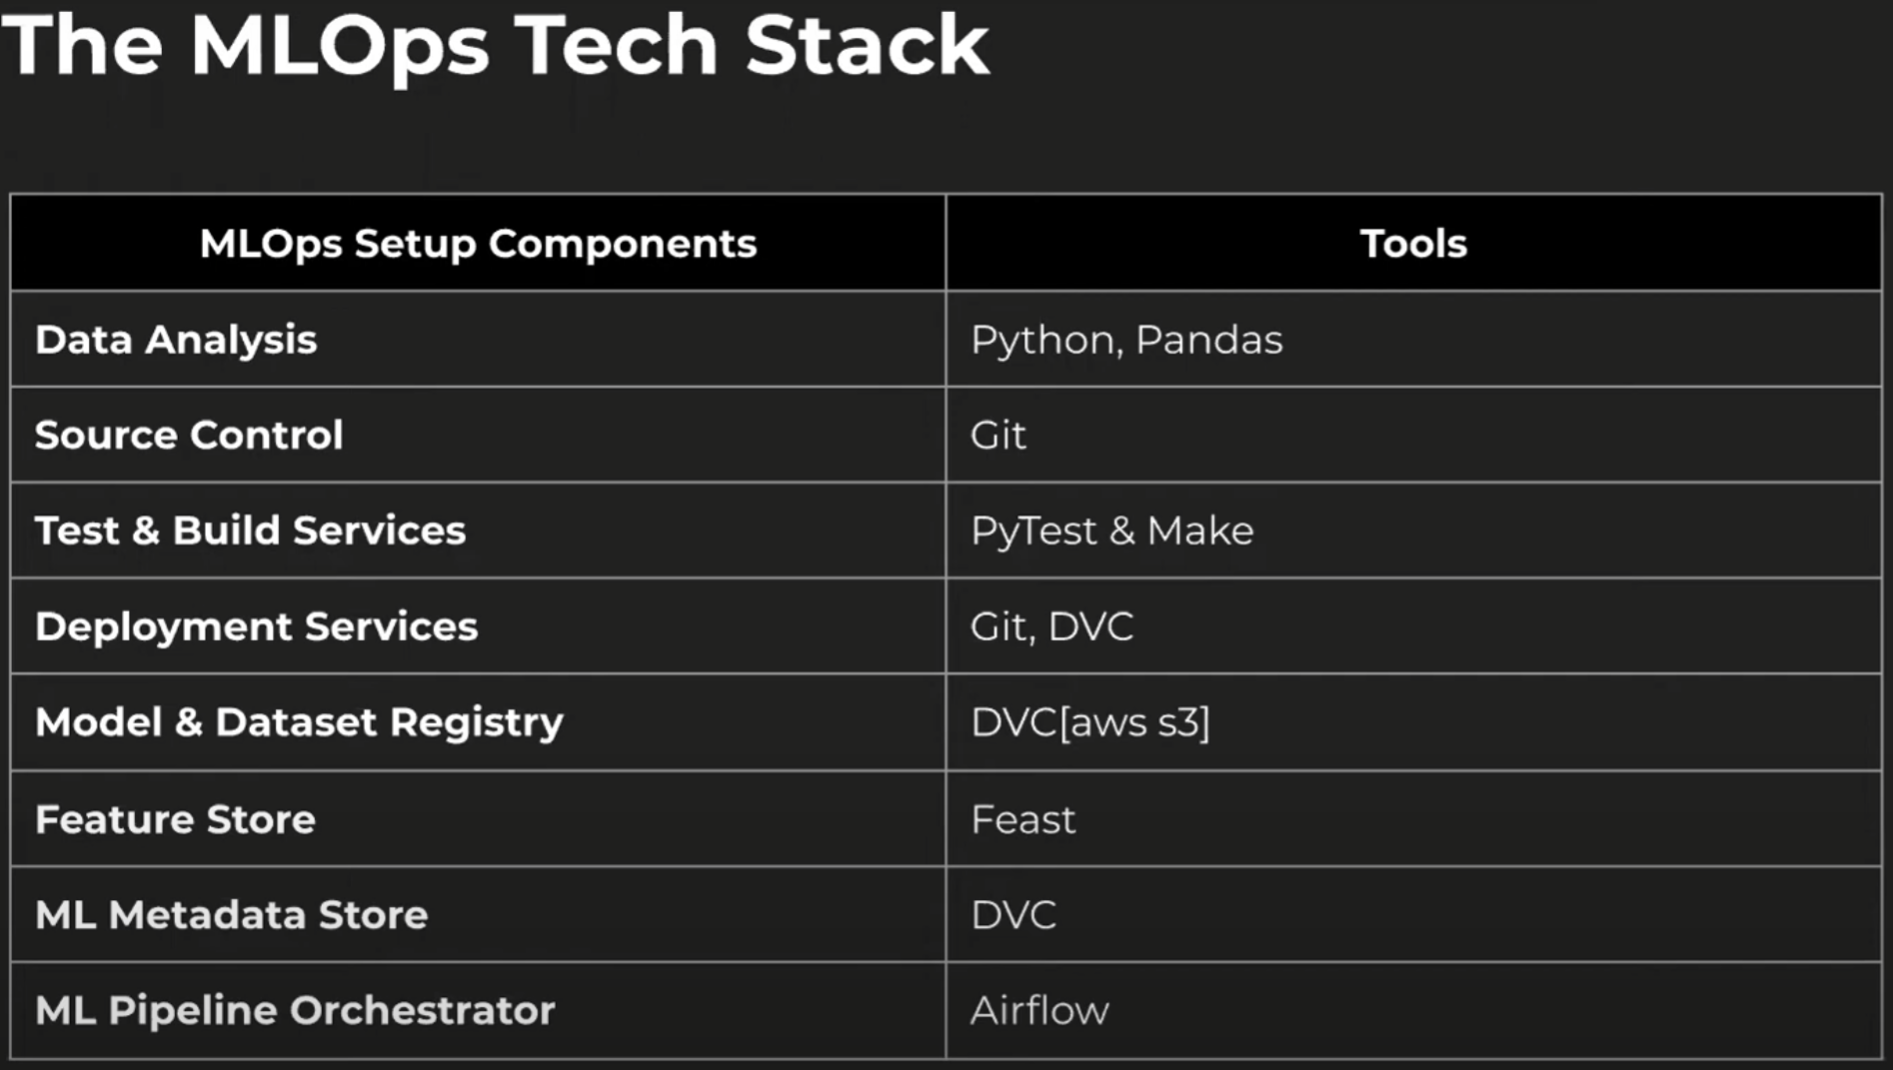 The MLOps Tech Stack
MLOps Setup Components
Tools
Data Analysis
Python, Pandas
Source Control
Git
Test & Build Services
PyTest & Make
Deployment Services
Git, DVC
Model & Dataset Registry
DVC[aws s3]
Feature Store
Feast
ML Metadata Store
DVC
ML Pipeline Orchestrator
Airflow